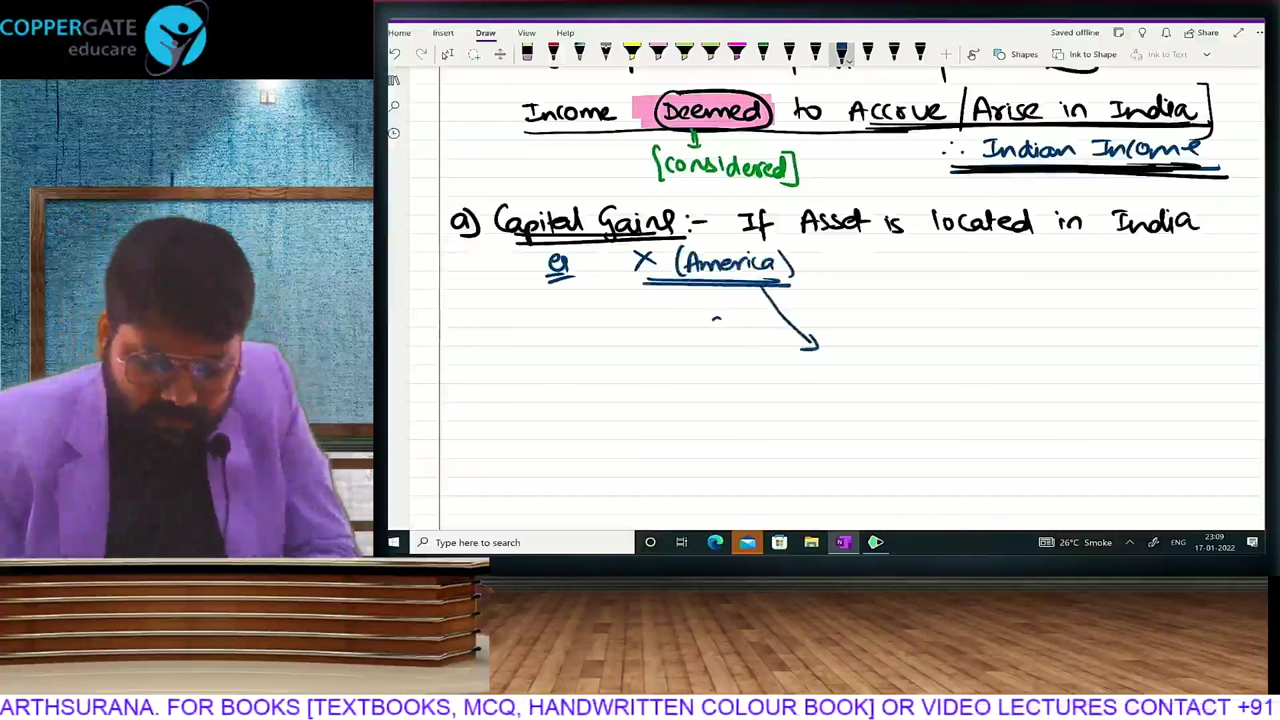 COPPERGATE
educare
Home Insert Draw View Help
Saved offline
Share
Shapes
Ink to Shape
Ink to Text
Income Deemed to Accrue / Arise in India]
[considered]
∴ Indian Income
a) Capital Gains :- If Asset is located in India
eg X (America)
Type here to search
26°C Smoke
ENG
23:09
17-01-2022
ARTHSURANA. FOR BOOKS [TEXTBOOKS, MCQ, HANDWRITTEN COLOUR BOOK] OR VIDEO LECTURES CONTACT +91